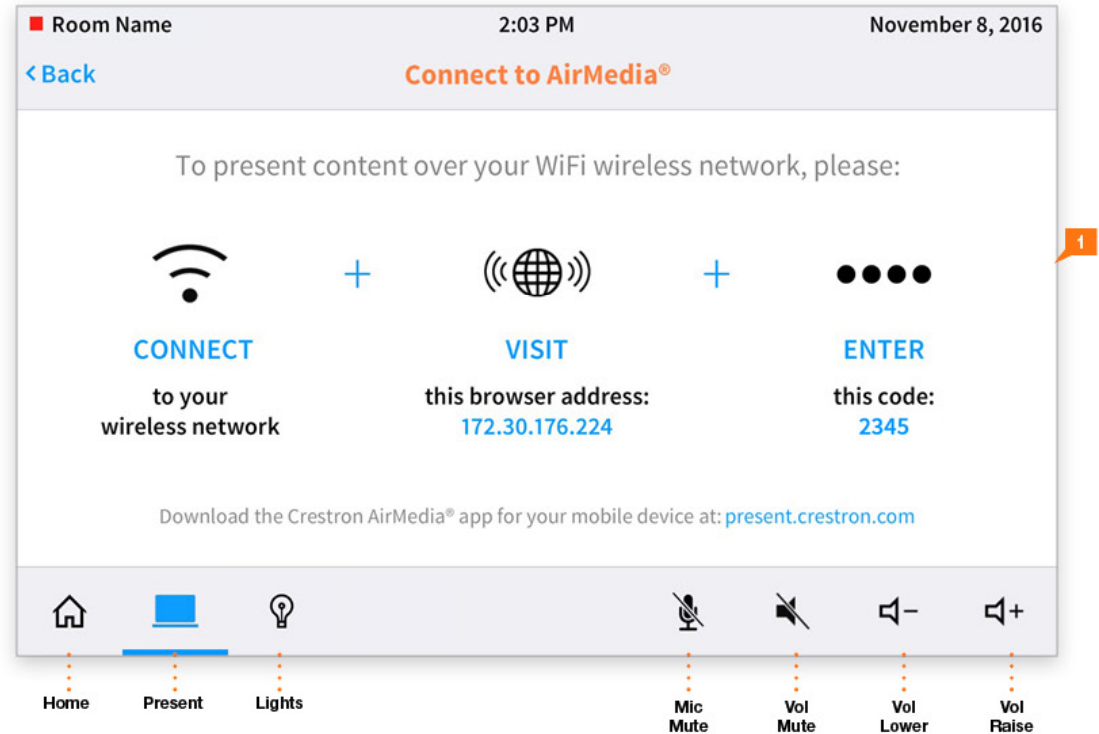 Room Name 2:03 PM November 8, 2016
Back Connect to AirMedia®
To present content over your WiFi wireless network, please:
1
CONNECT VISIT ENTER
to your this browser address: this code:
wireless network 172.30.176.224 2345
Download the Crestron AirMedia® app for your mobile device at: present.crestron.com
Home Present Lights Mic Mute Vol Mute Vol Lower Vol Raise